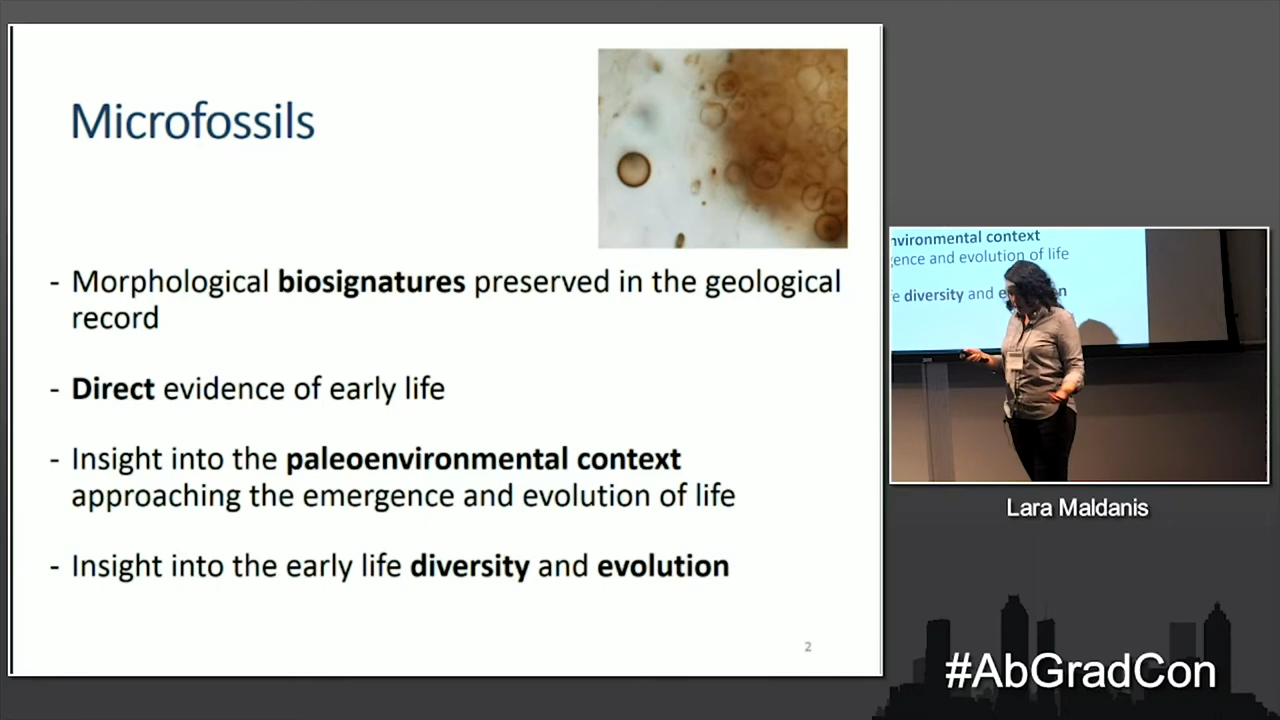 Microfossils
- Morphological biosignatures preserved in the geological
record
- Direct evidence of early life
- Insight into the paleoenvironmental context
approaching the emergence and evolution of life
- Insight into the early life diversity and evolution
2
environmental context
gence and evolution of life
e diversity and
Lara Maldanis
#AbGradCon